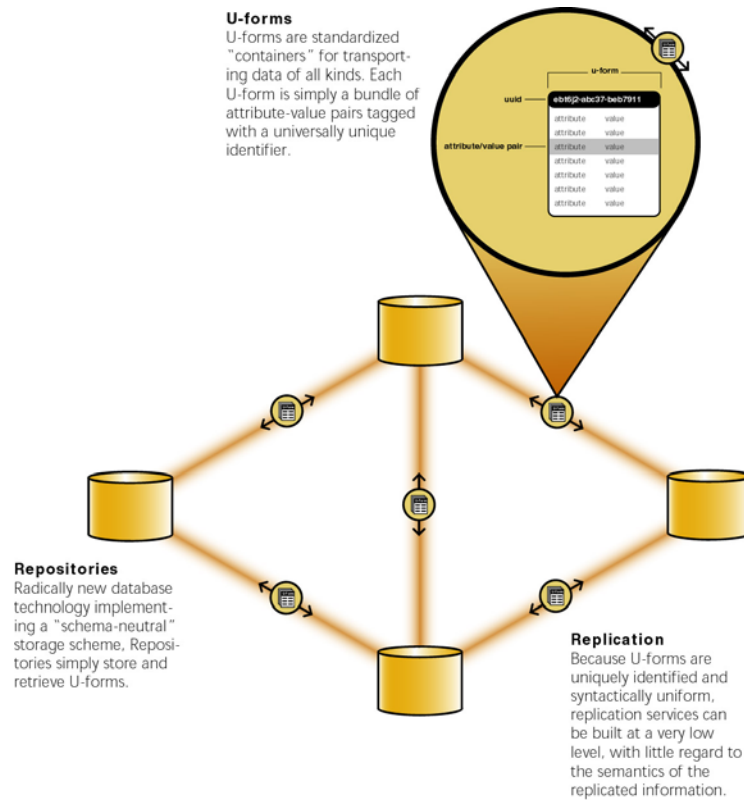 U-forms
U-forms are standardized
"containers" for transport-
ing data of all kinds. Each
U-form is simply a bundle of
attribute-value pairs tagged
with a universally unique
identifier.
u-form
uuid
ebt6j2-abc37-beb7911
attribute value
attribute value
attribute/value pair
attribute value
attribute value
attribute value
attribute value
attribute value
Repositories
Radically new database
technology implement-
ing a "schema-neutral"
storage scheme, Reposi-
tories simply store and
retrieve U-forms.
Replication
Because U-forms are
uniquely identified and
syntactically uniform,
replication services can
be built at a very low
level, with little regard to
the semantics of the
replicated information.